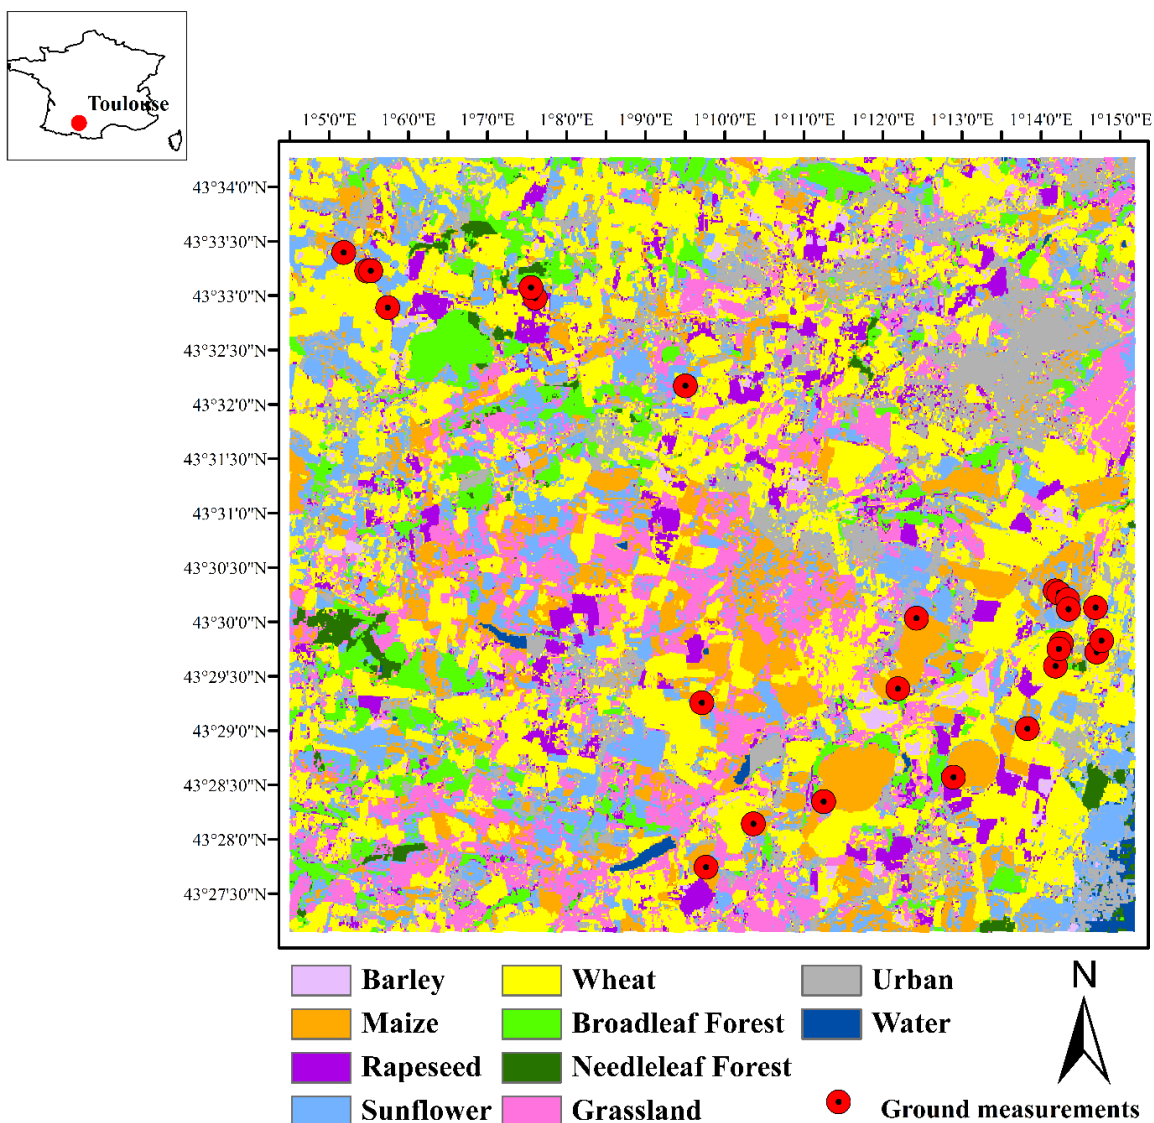 Toulouse
1°5'0"E 1°6'0"E 1°7'0"E 1°8'0"E 1°9'0"E 1°10'0"E 1°11'0"E 1°12'0"E 1°13'0"E 1°14'0"E 1°15'0"E
43°34'0"N
43°33'30"N
43°33'0"N
43°32'30"N
43°32'0"N
43°31'30"N
43°31'0"N
43°30'30"N
43°30'0"N
43°29'30"N
43°29'0"N
43°28'30"N
43°28'0"N
43°27'30"N
Barley Wheat Urban N
Maize Broadleaf Forest Water
Rapeseed Needleleaf Forest
Sunflower Grassland Ground measurements